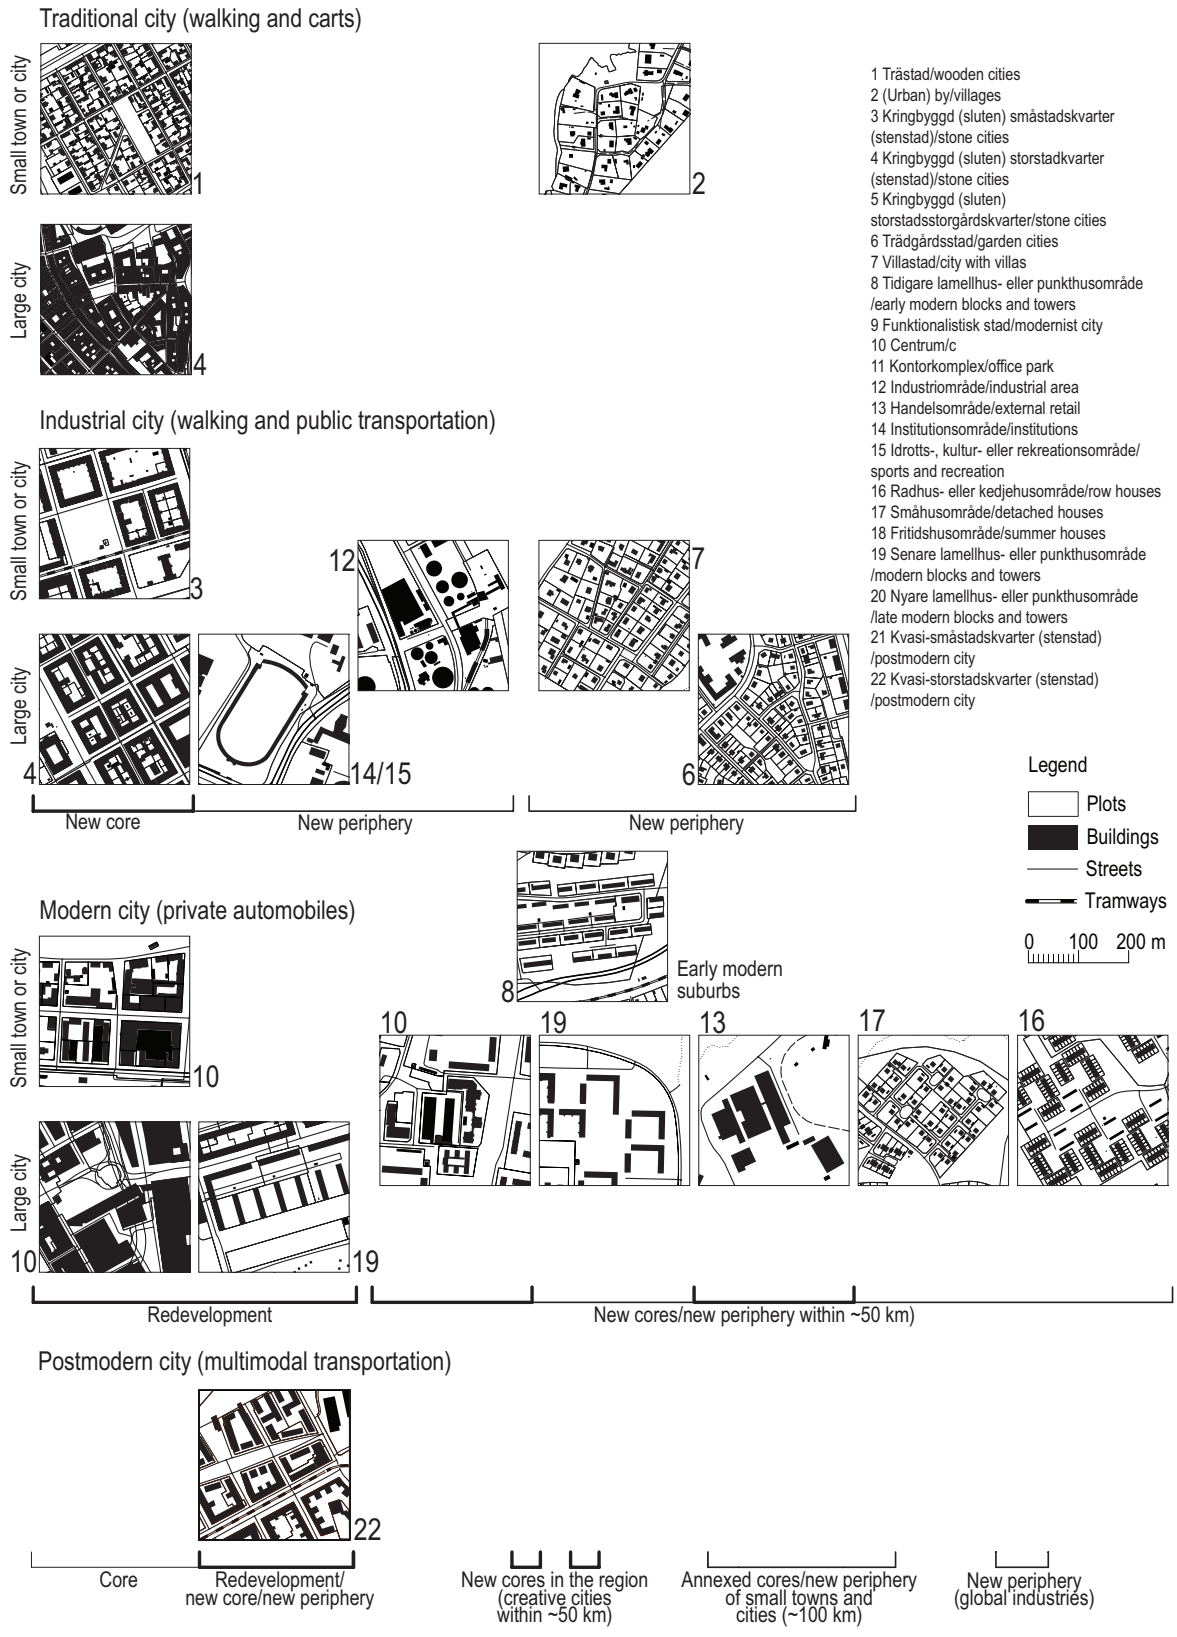 Traditional city (walking and carts)
Small town or city
1
2
Large city
4
1 Trästad/wooden cities
2 (Urban) by/villages
3 Kringbyggd (sluten) småstadskvarter
(stenstad)/stone cities
4 Kringbyggd (sluten) storstadkvarter
(stenstad)/stone cities
5 Kringbyggd (sluten)
storstadsstorgårdskvarter/stone cities
6 Trädgårdsstad/garden cities
7 Villastad/city with villas
8 Tidigare lamellhus- eller punkthusområde
/early modern blocks and towers
9 Funktionalistisk stad/modernist city
10 Centrum/c
11 Kontorkomplex/office park
12 Industriområde/industrial area
13 Handelsområde/external retail
14 Institutionsområde/institutions
15 Idrotts-, kultur- eller rekreationsområde/
sports and recreation
16 Radhus- eller kedjehusområde/row houses
17 Småhusområde/detached houses
18 Fritidshusområde/summer houses
19 Senare lamellhus- eller punkthusområde
/modern blocks and towers
20 Nyare lamellhus- eller punkthusområde
/late modern blocks and towers
21 Kvasi-småstadskvarter (stenstad)
/postmodern city
22 Kvasi-storstadskvarter (stenstad)
/postmodern city
Industrial city (walking and public transportation)
Small town or city
3
12
7
Large city
4
14/15
6
New core
New periphery
New periphery
Legend
Plots
Buildings
Streets
Tramways
0 100 200 m
Modern city (private automobiles)
Small town or city
10
8
Early modern
suburbs
10
19
13
17
16
Large city
10
19
Redevelopment
New cores/new periphery within ~50 km)
Postmodern city (multimodal transportation)
22
Core
Redevelopment/
new core/new periphery
New cores in the region
(creative cities
within ~50 km)
Annexed cores/new periphery
of small towns and
cities (~100 km)
New periphery
(global industries)